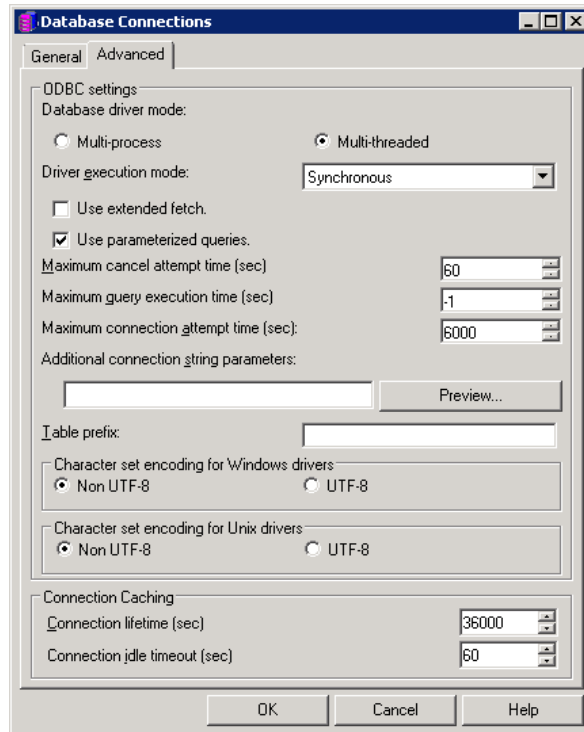 Database Connections
General Advanced
ODBC settings
Database driver mode:
Multi-process Multi-threaded
Driver execution mode: Synchronous
Use extended fetch.
Use parameterized queries.
Maximum cancel attempt time (sec) 60
Maximum query execution time (sec) -1
Maximum connection attempt time (sec): 6000
Additional connection string parameters:
Preview...
Table prefix:
Character set encoding for Windows drivers
Non UTF-8 UTF-8
Character set encoding for Unix drivers
Non UTF-8 UTF-8
Connection Caching
Connection lifetime (sec) 36000
Connection idle timeout (sec) 60
OK Cancel Help